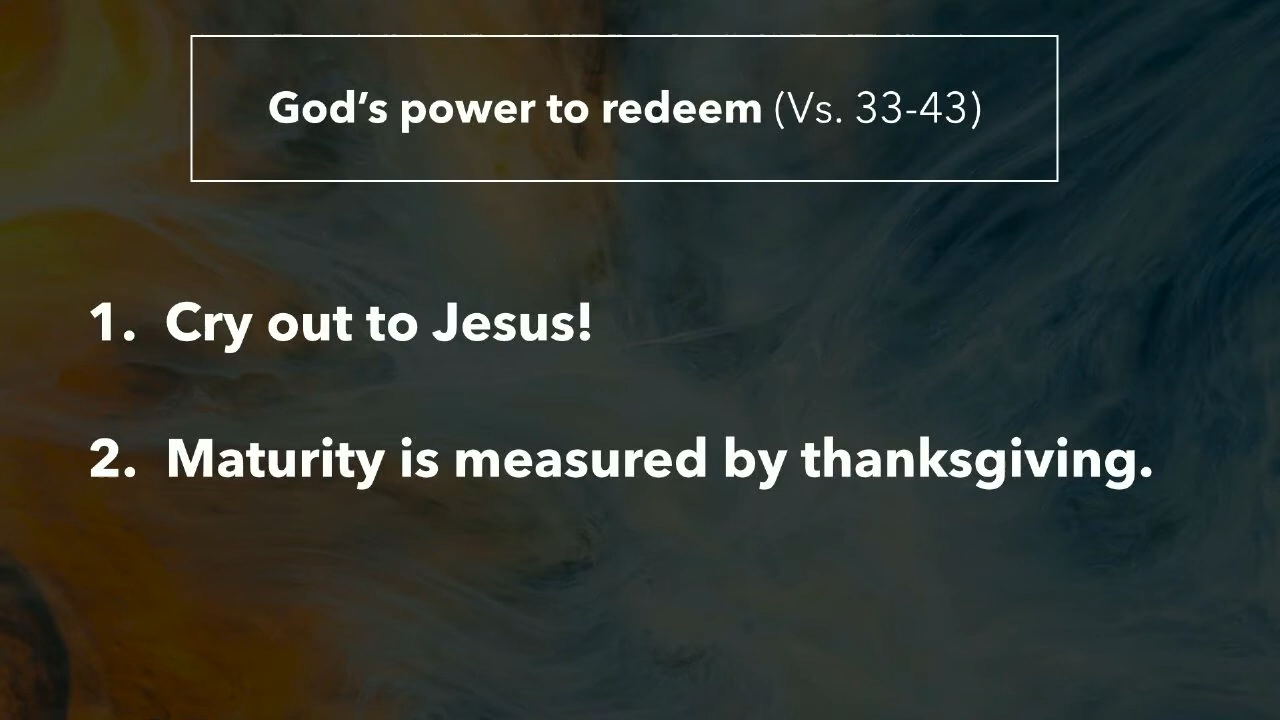 God’s power to redeem (Vs. 33-43)
1. Cry out to Jesus!
2. Maturity is measured by thanksgiving.